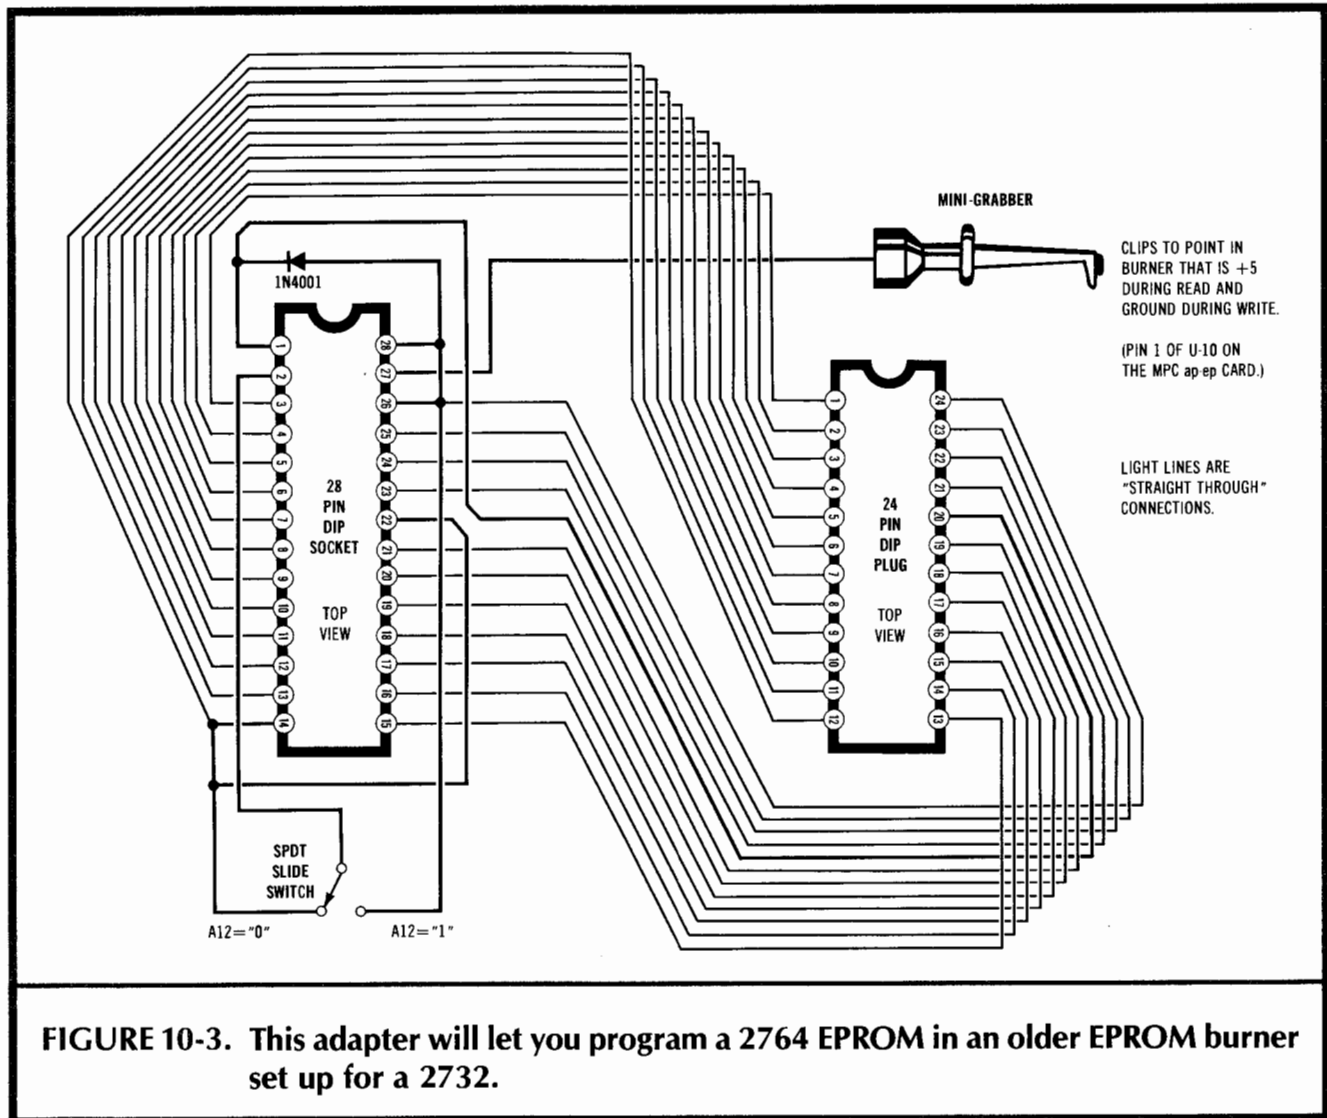 MINI-GRABBER
CLIPS TO POINT IN
BURNER THAT IS +5
DURING READ AND
GROUND DURING WRITE.
(PIN 1 OF U-10 ON
THE MPC ap-ep CARD.)
LIGHT LINES ARE
"STRAIGHT THROUGH"
CONNECTIONS.
1N4001
1
2
3
4
5
6
7
8
9
10
11
12
13
14
28
27
26
25
24
23
22
21
20
19
18
17
16
15
28
PIN
DIP
SOCKET
TOP
VIEW
1
2
3
4
5
6
7
8
9
10
11
12
24
23
22
21
20
19
18
17
16
15
14
13
24
PIN
DIP
PLUG
TOP
VIEW
SPDT
SLIDE
SWITCH
A12="0"
A12="1"
FIGURE 10-3. This adapter will let you program a 2764 EPROM in an older EPROM burner
set up for a 2732.